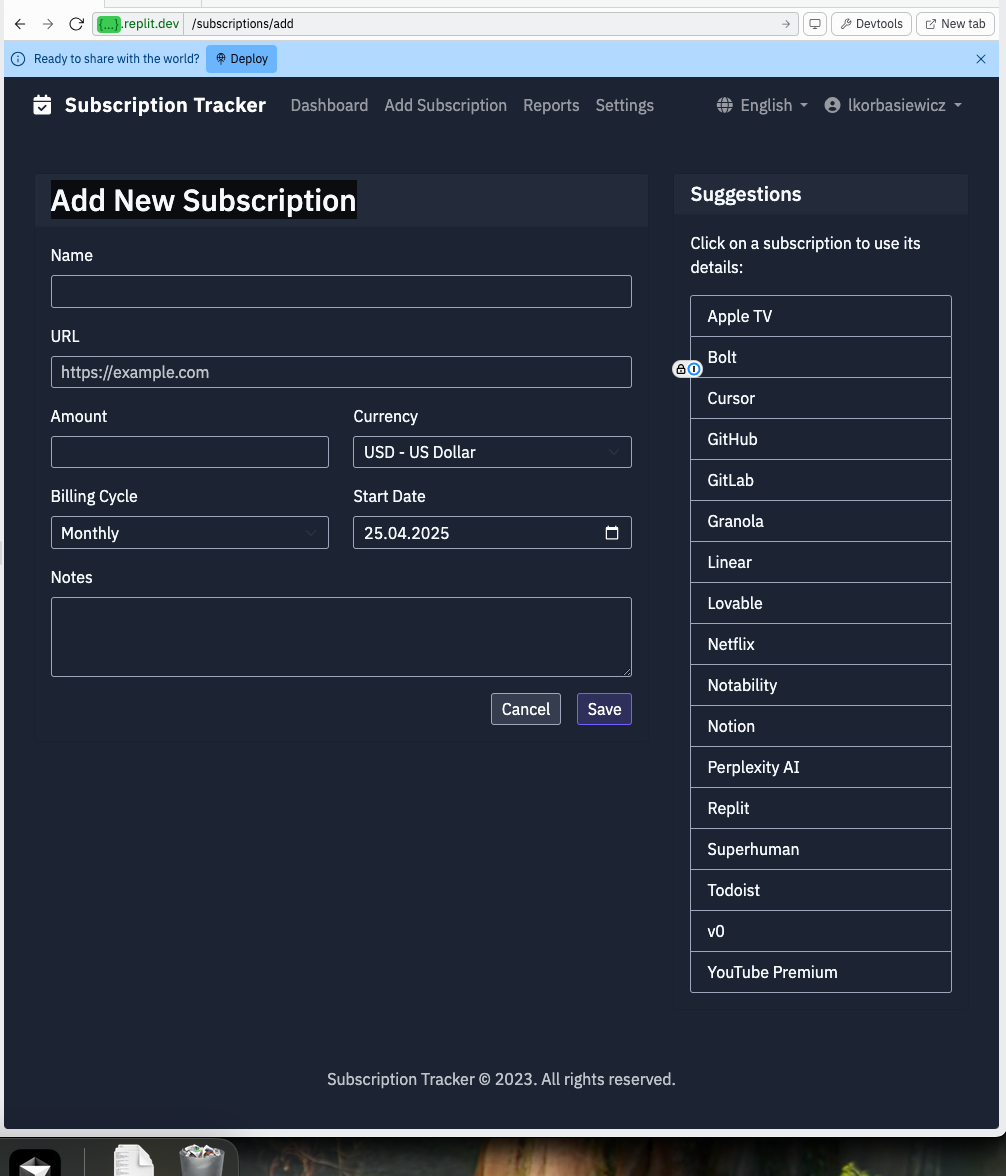 {...}.replit.dev /subscriptions/add Devtools New tab
Ready to share with the world? Deploy
Subscription Tracker Dashboard Add Subscription Reports Settings English lkorbasiewicz
Add New Subscription
Name
URL
https://example.com
Amount Currency
USD - US Dollar
Billing Cycle Start Date
Monthly 25.04.2025
Notes
Cancel Save
Suggestions
Click on a subscription to use its
details:
Apple TV
Bolt
Cursor
GitHub
GitLab
Granola
Linear
Lovable
Netflix
Notability
Notion
Perplexity AI
Replit
Superhuman
Todoist
v0
YouTube Premium
Subscription Tracker © 2023. All rights reserved.